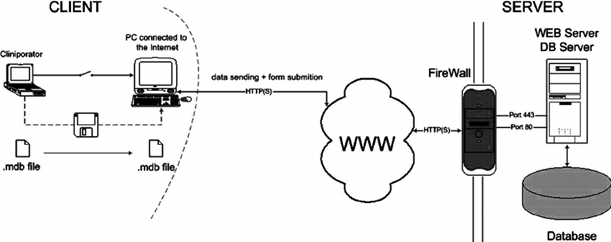 CLIENT
SERVER
Cliniporator
PC connected to
the Internet
WEB Server
DB Server
data sending + form submition
HTTP(S)
FireWall
WWW
HTTP(S)
Port 443
Port 80
.mdb file
.mdb file
Database